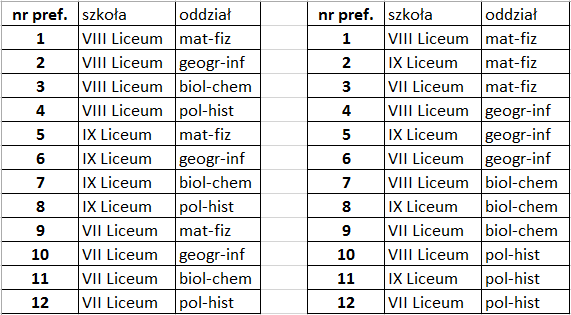 nr pref. szkoła oddział nr pref. szkoła oddział
1 VIII Liceum mat-fiz 1 VIII Liceum mat-fiz
2 VIII Liceum geogr-inf 2 IX Liceum mat-fiz
3 VIII Liceum biol-chem 3 VII Liceum mat-fiz
4 VIII Liceum pol-hist 4 VIII Liceum geogr-inf
5 IX Liceum mat-fiz 5 IX Liceum geogr-inf
6 IX Liceum geogr-inf 6 VII Liceum geogr-inf
7 IX Liceum biol-chem 7 VIII Liceum biol-chem
8 IX Liceum pol-hist 8 IX Liceum biol-chem
9 VII Liceum mat-fiz 9 VII Liceum biol-chem
10 VII Liceum geogr-inf 10 VIII Liceum pol-hist
11 VII Liceum biol-chem 11 IX Liceum pol-hist
12 VII Liceum pol-hist 12 VII Liceum pol-hist